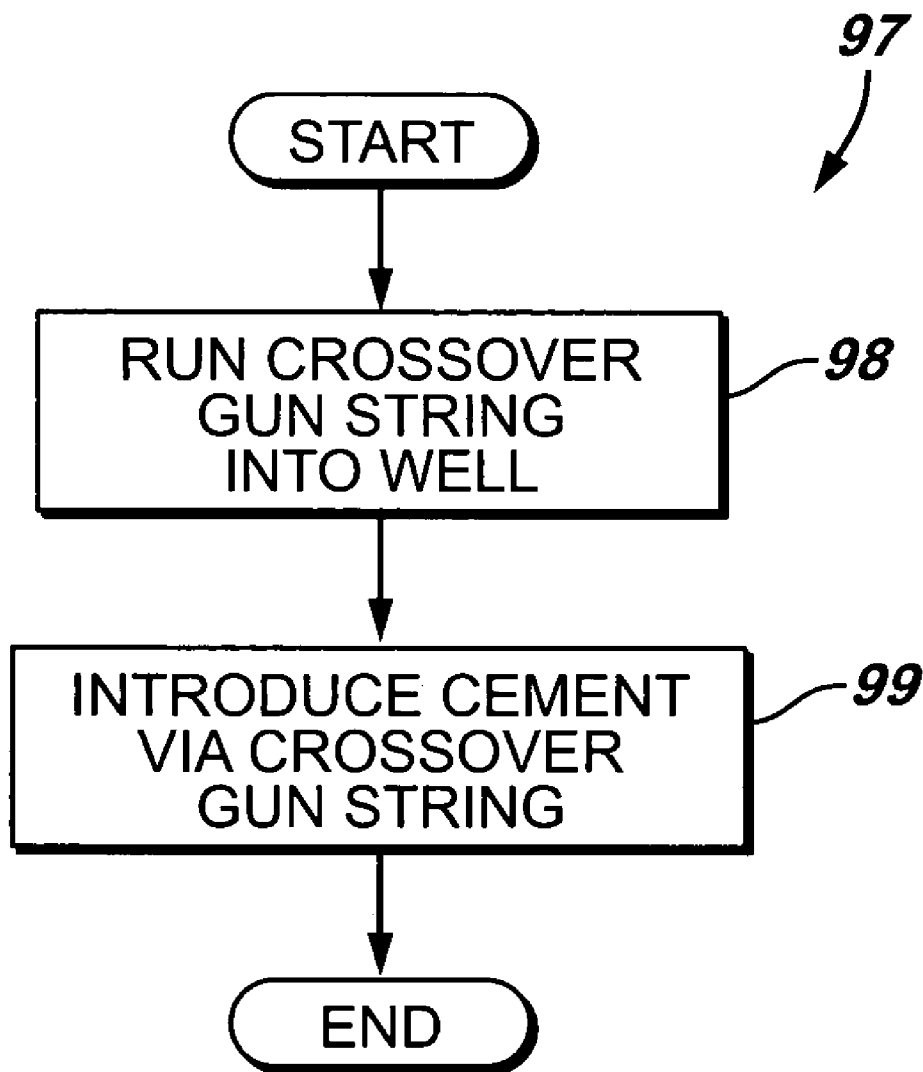 97
START
RUN CROSSOVER
GUN STRING
INTO WELL
98
INTRODUCE CEMENT
VIA CROSSOVER
GUN STRING
99
END